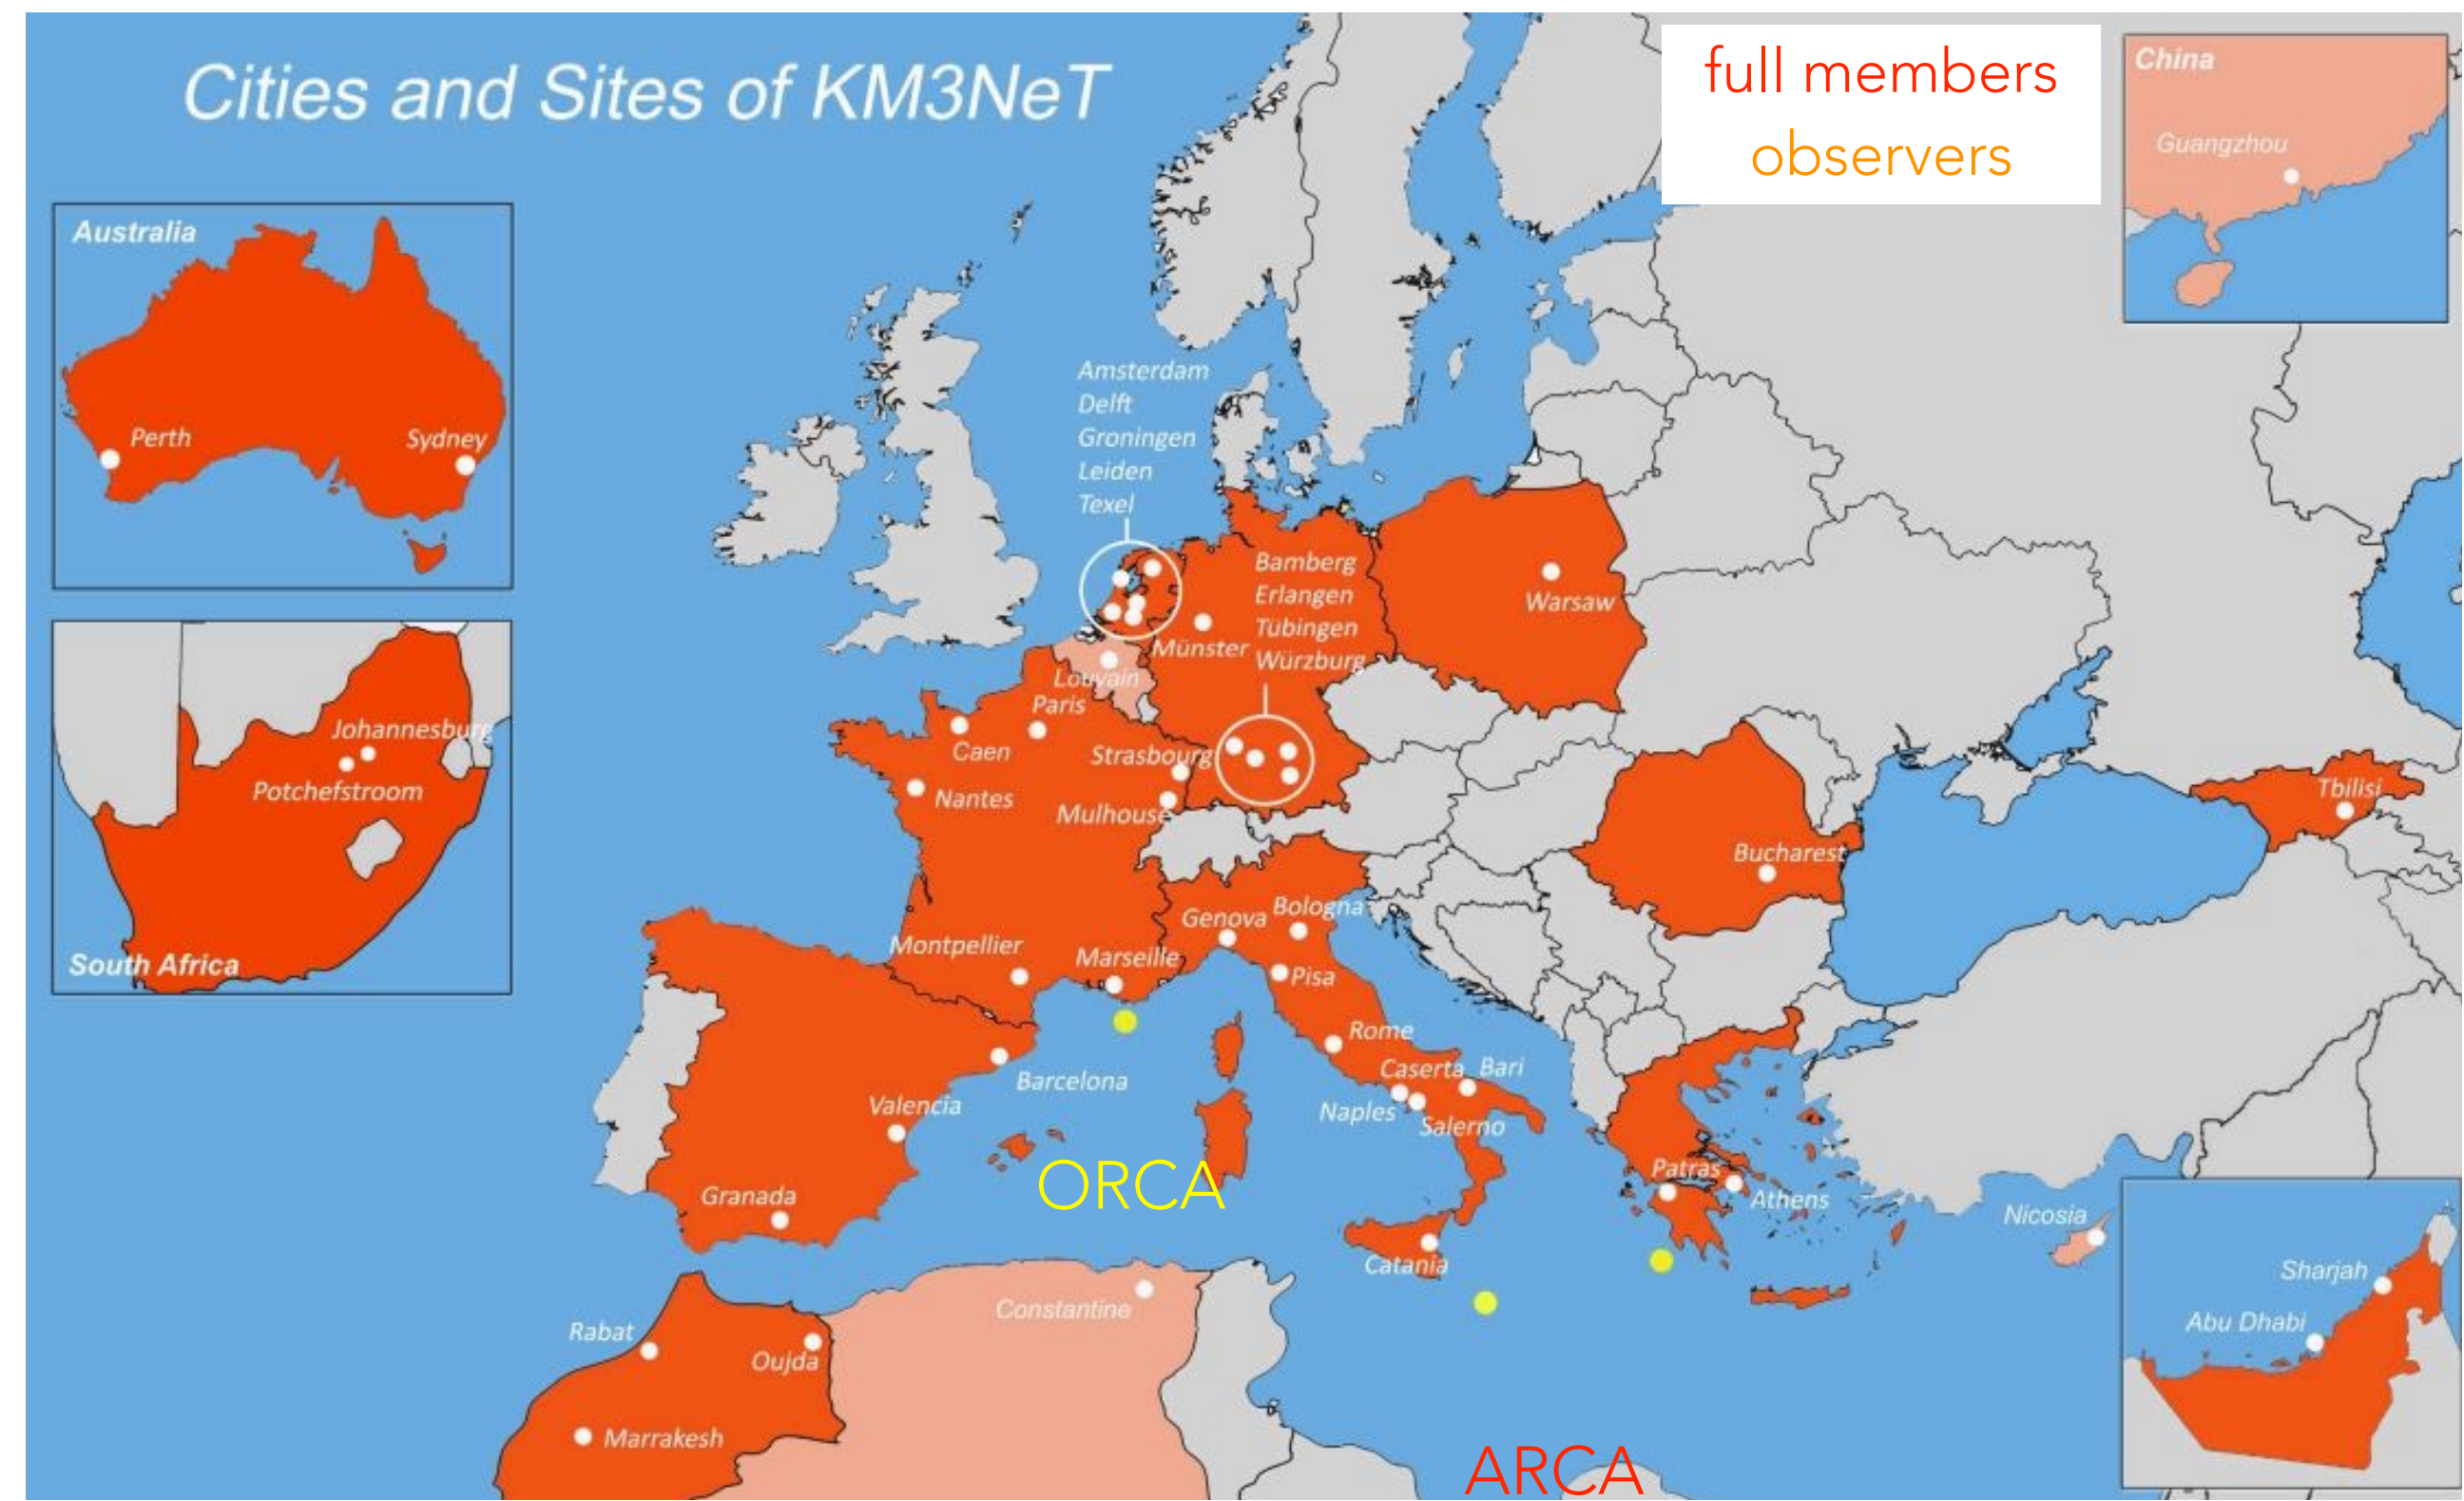 Cities and Sites of KM3NeT
full members
observers
China
Guangzhou
Australia
Perth
Sydney
Amsterdam
Delft
Groningen
Leiden
Texel
Bamberg
Erlangen
Tübingen
Würzburg
Warsaw
Münster
Louvain
Paris
Caen
Strasbourg
Nantes
Mulhouse
Johannesburg
Potchefstroom
South Africa
Tbilisi
Bucharest
Genova
Bologna
Montpellier
Marseille
Pisa
Rome
Caserta
Bari
Barcelona
Naples
Salerno
Valencia
ORCA
Granada
Patras
Athens
Nicosia
Catania
Sharjah
Abu Dhabi
Constantine
Rabat
Oujda
Marrakesh
ARCA